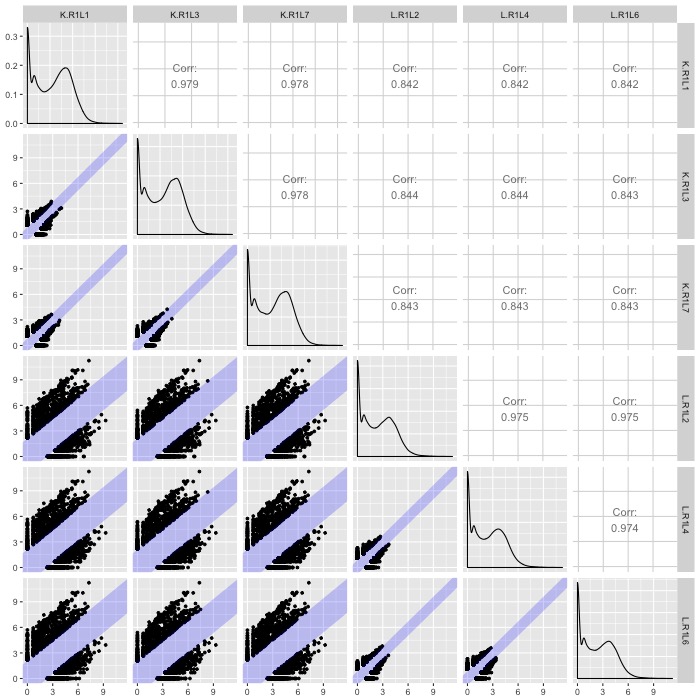 K.R1L1 K.R1L3 K.R1L7 L.R1L2 L.R1L4 L.R1L6
0.3
0.2
0.1
0.0
Corr: Corr: Corr: Corr: Corr:
0.979 0.978 0.842 0.842 0.842
K.R1L1
9
6
3
0
Corr: Corr: Corr: Corr:
0.978 0.844 0.844 0.843
K.R1L3
9
6
3
0
Corr: Corr: Corr:
0.843 0.843 0.843
K.R1L7
9
6
3
0
Corr: Corr:
0.975 0.975
L.R1L2
9
6
3
0
Corr:
0.974
L.R1L4
9
6
3
0
L.R1L6
0 3 6 9 0 3 6 9 0 3 6 9 0 3 6 9 0 3 6 9 0 3 6 9